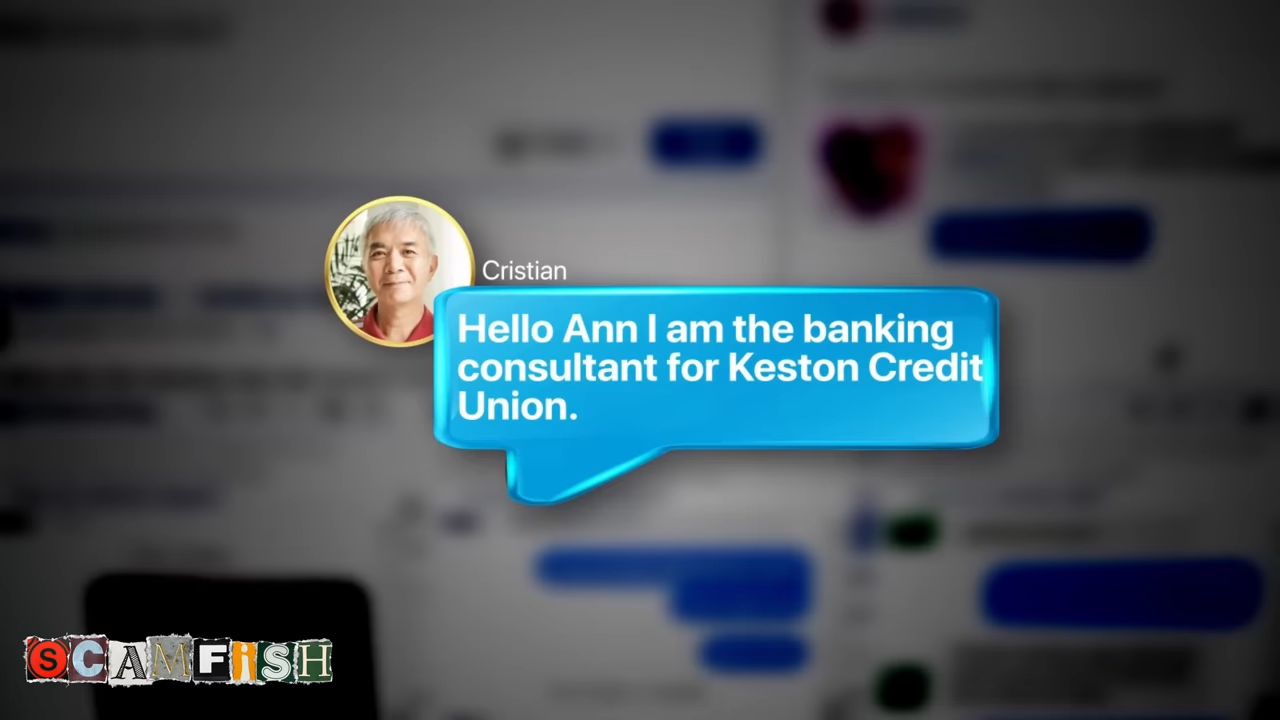 Cristian
Hello Ann I am the banking
consultant for Keston Credit
Union.
SCAMFiSH